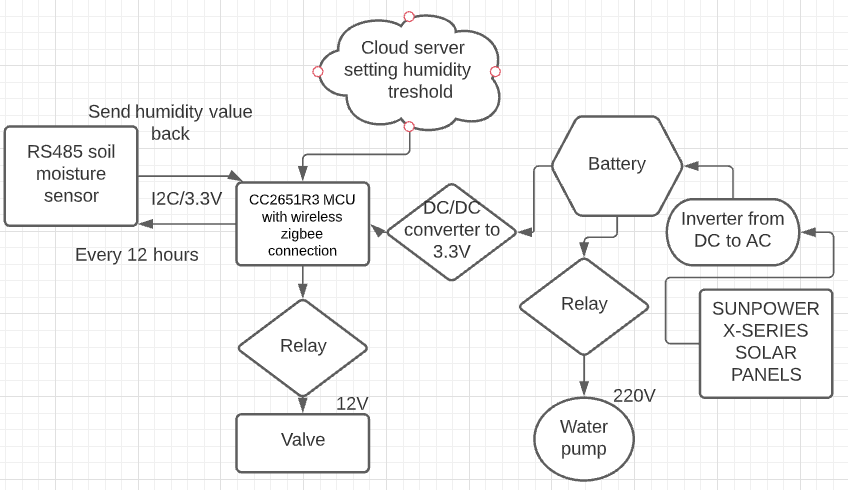 Cloud server
setting humidity
treshold
Send humidity value
back
RS485 soil
moisture
sensor
I2C/3.3V
Every 12 hours
CC2651R3 MCU
with wireless
zigbee
connection
DC/DC
converter to
3.3V
Battery
Inverter from
DC to AC
SUNPOWER
X-SERIES
SOLAR
PANELS
Relay
Relay
12V
Valve
220V
Water
pump